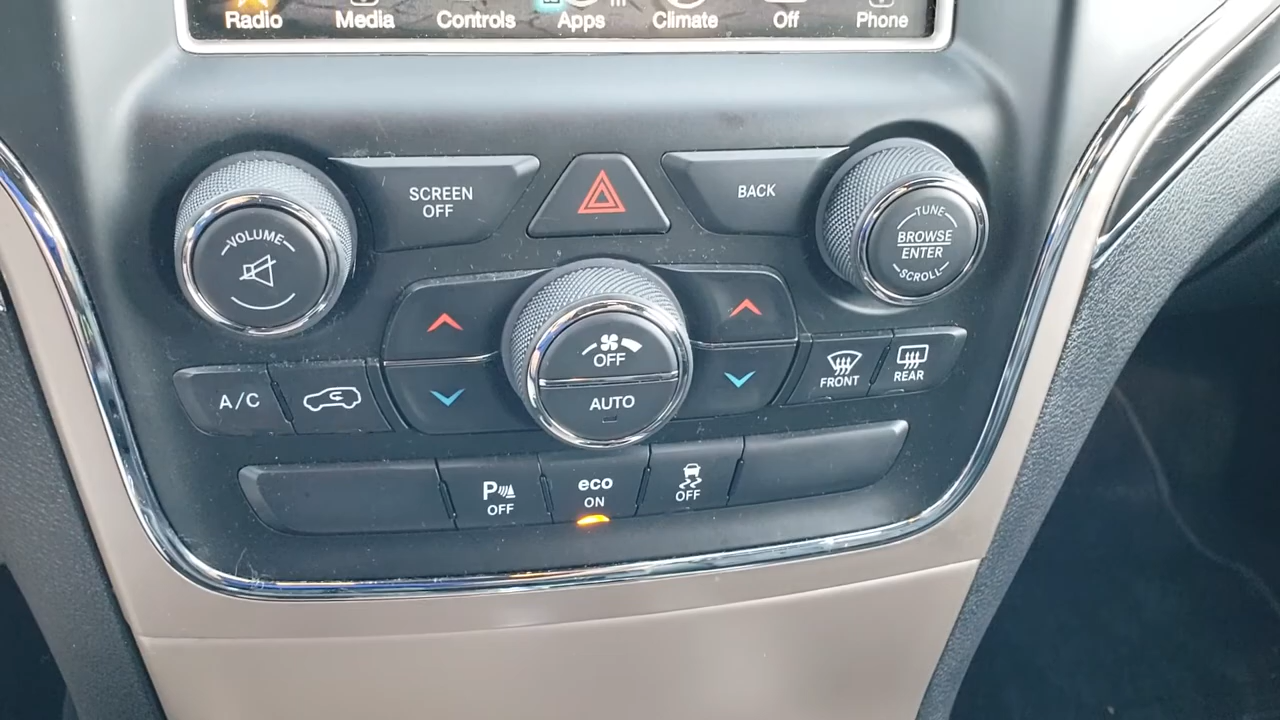 Radio Media Controls Apps Climate Off Phone
SCREEN
OFF
BACK
VOLUME
TUNE
BROWSE
ENTER
SCROLL
OFF
AUTO
A/C
FRONT
REAR
P
OFF
eco
ON
OFF